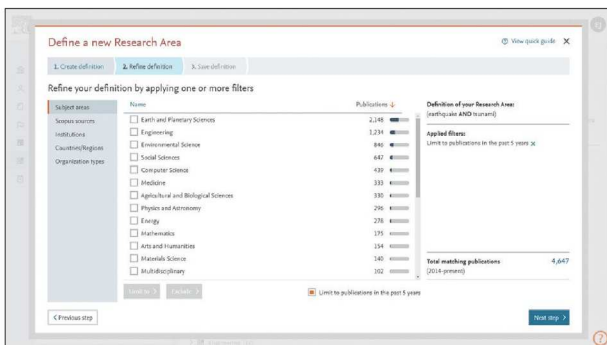 Define a new Research Area
View quick guide X
1. Create definition 2. Refine definition 3. Save definition
Refine your definition by applying one or more filters
Subject areas
Scopus sources
Institutions
Countries/Regions
Organization types
Name Publications ↓
Earth and Planetary Sciences 2,148
Engineering 1,234
Environmental Science 846
Social Sciences 647
Computer Science 439
Medicine 333
Agricultural and Biological Sciences 330
Physics and Astronomy 296
Energy 278
Mathematics 175
Arts and Humanities 154
Materials Science 140
Multidisciplinary 102
Definition of your Research Area:
(earthquake AND tsunami)
Applied filters:
Limit to publications in the past 5 years x
Total matching publications 4,647
(2014-present)
Limit to > Exclude >
Limit to publications in the past 5 years
< Previous step
Next step >